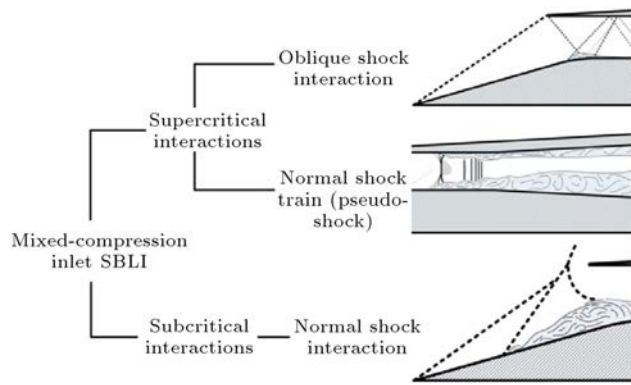 Oblique shock
interaction
Supercritical
interactions
Normal shock
train (pseudo-
shock)
Mixed-compression
inlet SBLI
Subcritical
interactions
Normal shock
interaction